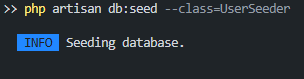 >> php artisan db:seed --class=UserSeeder
INFO Seeding database.